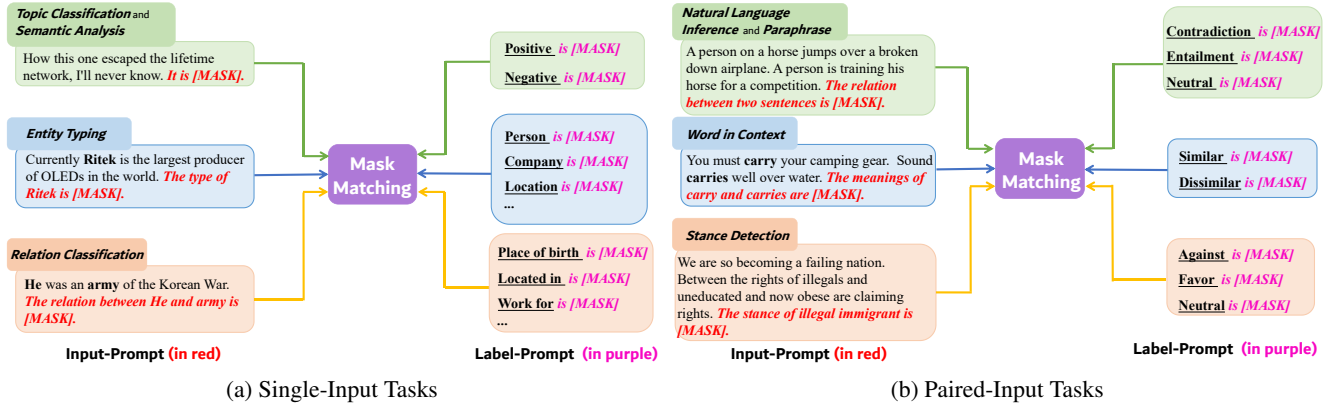 Topic Classification and
Semantic Analysis
How this one escaped the lifetime
network, I'll never know. It is [MASK].
Entity Typing
Currently Ritek is the largest producer
of OLEDs in the world. The type of
Ritek is [MASK].
Relation Classification
He was an army of the Korean War.
The relation between He and army is
[MASK].
Input-Prompt (in red)
Mask
Matching
Positive is [MASK]
Negative is [MASK]
Person is [MASK]
Company is [MASK]
Location is [MASK]
...
Place of birth is [MASK]
Located in is [MASK]
Work for is [MASK]
...
Label-Prompt (in purple)
(a) Single-Input Tasks
Natural Language
Inference and Paraphrase
A person on a horse jumps over a broken
down airplane. A person is training his
horse for a competition. The relation
between two sentences is [MASK].
Word in Context
You must carry your camping gear. Sound
carries well over water. The meanings of
carry and carries are [MASK].
Stance Detection
We are so becoming a failing nation.
Between the rights of illegals and
uneducated and now obese are claiming
rights. The stance of illegal immigrant is
[MASK].
Input-Prompt (in red)
Mask
Matching
Contradiction is [MASK]
Entailment is [MASK]
Neutral is [MASK]
Similar is [MASK]
Dissimilar is [MASK]
Against is [MASK]
Favor is [MASK]
Neutral is [MASK]
Label-Prompt (in purple)
(b) Paired-Input Tasks